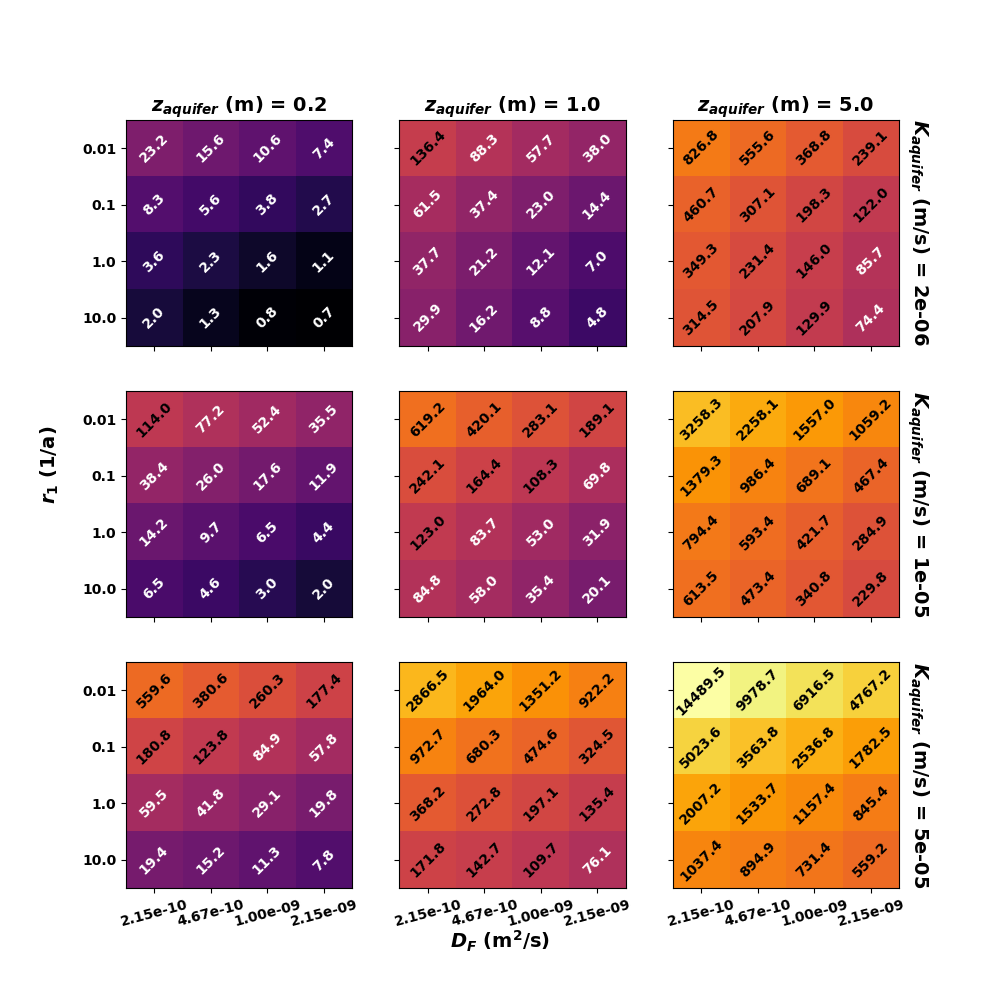 z_aquifer (m) = 0.2 z_aquifer (m) = 1.0 z_aquifer (m) = 5.0
0.01 23.2 15.6 10.6 7.4 136.4 88.3 57.7 38.0 826.8 555.6 368.8 239.1
0.1 8.3 5.6 3.8 2.7 61.5 37.4 23.0 14.4 460.7 307.1 198.3 122.0
1.0 3.6 2.3 1.6 1.1 37.7 21.2 12.1 7.0 349.3 231.4 146.0 85.7
10.0 2.0 1.3 0.8 0.7 29.9 16.2 8.8 4.8 314.5 207.9 129.9 74.4
K_aquifer (m/s) = 2e-06
r_1 (1/a)
0.01 114.0 77.2 52.4 35.5 619.2 420.1 283.1 189.1 3258.3 2258.1 1557.0 1059.2
0.1 38.4 26.0 17.6 11.9 242.1 164.4 108.3 69.8 1379.3 986.4 689.1 467.4
1.0 14.2 9.7 6.5 4.4 123.0 83.7 53.0 31.9 794.4 593.4 421.7 284.9
10.0 6.5 4.6 3.0 2.0 84.8 58.0 35.4 20.1 613.5 473.4 340.8 229.8
K_aquifer (m/s) = 1e-05
0.01 559.6 380.6 260.3 177.4 2866.5 1964.0 1351.2 922.2 14489.5 9978.7 6916.5 4767.2
0.1 180.8 123.8 84.9 57.8 972.7 680.3 474.6 324.5 5023.6 3563.8 2536.8 1782.5
1.0 59.5 41.8 29.1 19.8 368.2 272.8 197.1 135.4 2007.2 1533.7 1157.4 845.4
10.0 19.4 15.2 11.3 7.8 171.8 142.7 109.7 76.1 1037.4 894.9 731.4 559.2
K_aquifer (m/s) = 5e-05
2.15e-10 4.67e-10 1.00e-09 2.15e-09 2.15e-10 4.67e-10 1.00e-09 2.15e-09 2.15e-10 4.67e-10 1.00e-09 2.15e-09
D_F (m²/s)